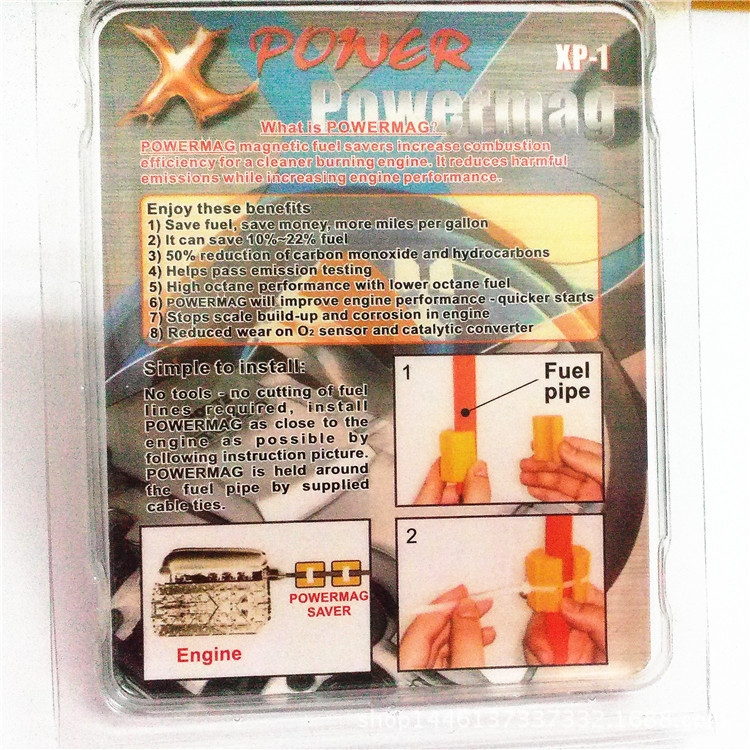 X POWER XP-1
Powermag
What is POWERMAG?
POWERMAG magnetic fuel savers increase combustion
efficiency for a cleaner burning engine. It reduces harmful
emissions while increasing engine performance.
Enjoy these benefits
1) Save fuel, save money, more miles per gallon
2) It can save 10%~22% fuel
3) 50% reduction of carbon monoxide and hydrocarbons
4) Helps pass emission testing
5) High octane performance with lower octane fuel
6) POWERMAG will improve engine performance - quicker starts
7) Stops scale build-up and corrosion in engine
8) Reduced wear on O2 sensor and catalytic converter
Simple to install:
No tools - no cutting of fuel
lines required, install
POWERMAG as close to the
engine as possible by
following instruction picture.
POWERMAG is held around
the fuel pipe by supplied
cable ties.
1
Fuel
pipe
2
POWERMAG
SAVER
Engine